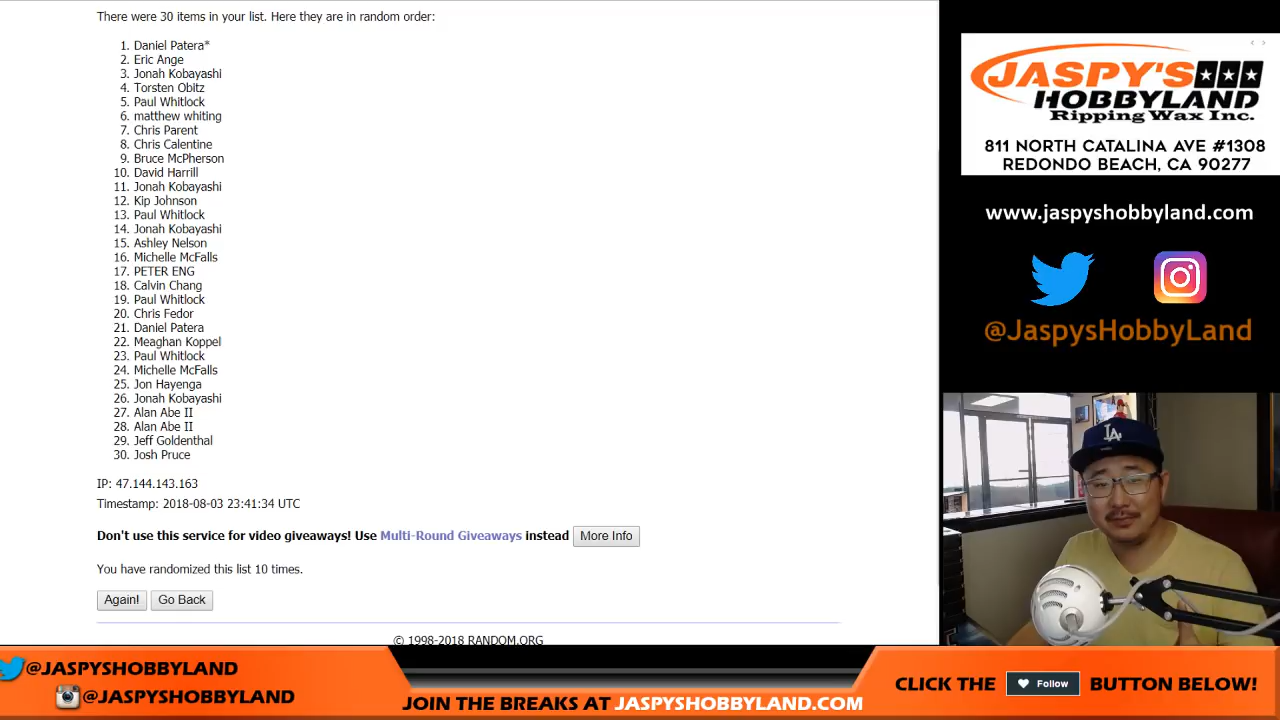 There were 30 items in your list. Here they are in random order:
1. Daniel Patera*
2. Eric Ange
3. Jonah Kobayashi
4. Torsten Obitz
5. Paul Whitlock
6. matthew whiting
7. Chris Parent
8. Chris Calentine
9. Bruce McPherson
10. David Harrill
11. Jonah Kobayashi
12. Kip Johnson
13. Paul Whitlock
14. Jonah Kobayashi
15. Ashley Nelson
16. Michelle McFalls
17. PETER ENG
18. Calvin Chang
19. Paul Whitlock
20. Chris Fedor
21. Daniel Patera
22. Meaghan Koppel
23. Paul Whitlock
24. Michelle McFalls
25. Jon Hayenga
26. Jonah Kobayashi
27. Alan Abe II
28. Alan Abe II
29. Jeff Goldenthal
30. Josh Pruce
IP: 47.144.143.163
Timestamp: 2018-08-03 23:41:34 UTC
Don't use this service for video giveaways! Use Multi-Round Giveaways instead More Info
You have randomized this list 10 times.
Again! Go Back
© 1998-2018 RANDOM.ORG
JASPY'S
HOBBYLAND
Ripping Wax Inc.
811 NORTH CATALINA AVE #1308
REDONDO BEACH, CA 90277
www.jaspyshobbyland.com
@JaspysHobbyLand
LA
@JASPYSHOBBYLAND
@JASPYSHOBBYLAND
JOIN THE BREAKS AT JASPYSHOBBYLAND.COM
CLICK THE Follow BUTTON BELOW!